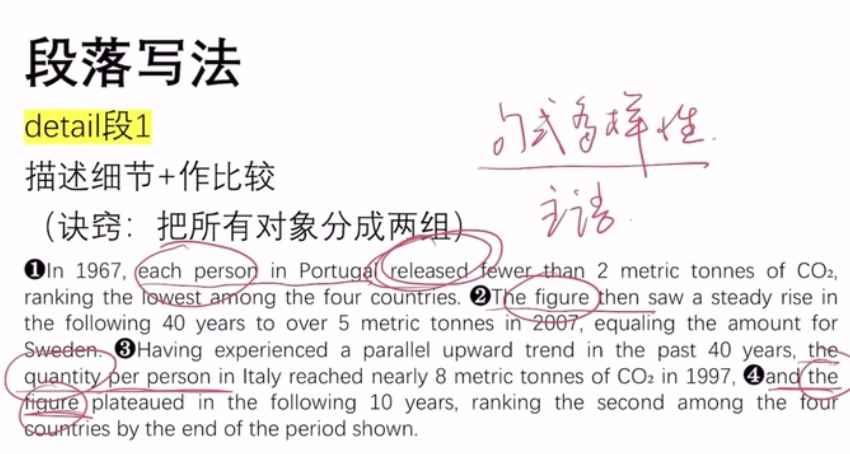 段落写法
detail段1
句式多样性.
描述细节+作比较
主语.
（诀窍：把所有对象分成两组）
❶In 1967, each person in Portugal released fewer than 2 metric tonnes of CO₂,
ranking the lowest among the four countries. ❷The figure then saw a steady rise in
the following 40 years to over 5 metric tonnes in 2007, equaling the amount for
Sweden. ❸Having experienced a parallel upward trend in the past 40 years, the
quantity per person in Italy reached nearly 8 metric tonnes of CO₂ in 1997, ❹and the
figure plateaued in the following 10 years, ranking the second among the four
countries by the end of the period shown.